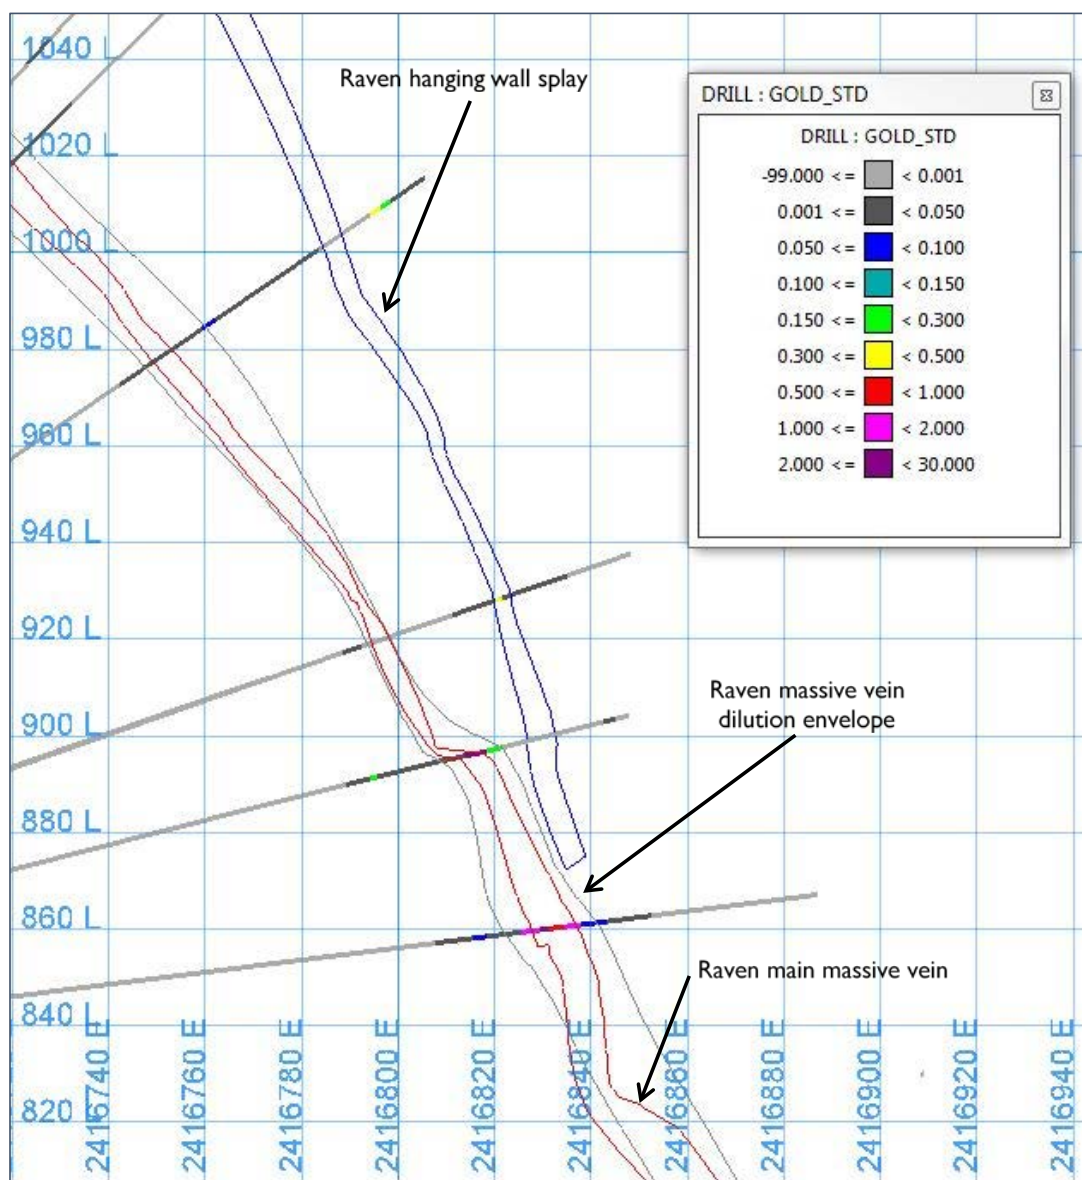 1040 L
Raven hanging wall splay
DRILL : GOLD_STD
DRILL : GOLD_STD
-99.000 <= < 0.001
0.001 <= < 0.050
0.050 <= < 0.100
0.100 <= < 0.150
0.150 <= < 0.300
0.300 <= < 0.500
0.500 <= < 1.000
1.000 <= < 2.000
2.000 <= < 30.000
1020 L
1000 L
980 L
960 L
940 L
920 L
900 L
Raven massive vein
dilution envelope
880 L
860 L
Raven main massive vein
840 L
820 L
2416740 E
2416760 E
2416780 E
2416800 E
2416820 E
2416840 E
2416860 E
2416880 E
2416900 E
2416920 E
2416940 E